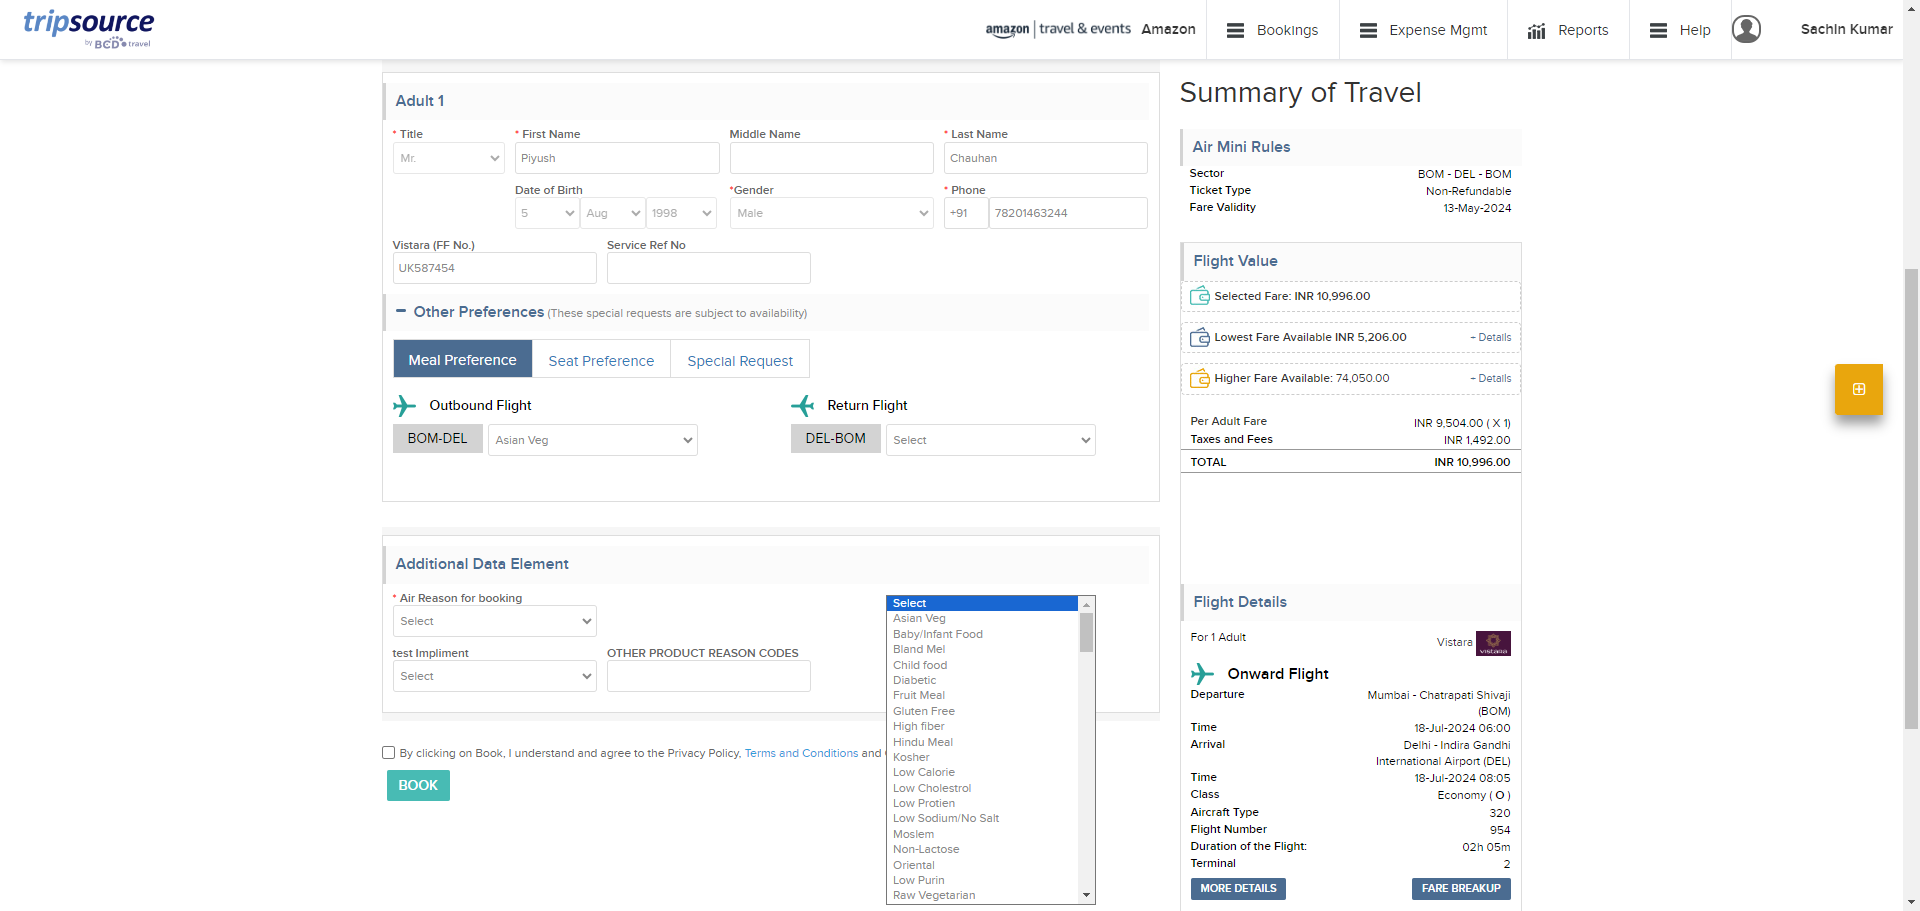 tripsource
by BCD travel
amazon | travel & events Amazon
Bookings
Expense Mgmt
Reports
Help
Sachin Kumar
Adult 1
* Title
* First Name
Middle Name
* Last Name
Mr.
Piyush
Chauhan
Date of Birth
*Gender
* Phone
5
Aug
1998
Male
+91
78201463244
Vistara (FF No.)
Service Ref No
UK587454
Other Preferences (These special requests are subject to availability)
Meal Preference
Seat Preference
Special Request
Outbound Flight
Return Flight
BOM-DEL
Asian Veg
DEL-BOM
Select
Additional Data Element
* Air Reason for booking
Select
test Impliment
OTHER PRODUCT REASON CODES
Select
Select
Asian Veg
Baby/Infant Food
Bland Mel
Child food
Diabetic
Fruit Meal
Gluten Free
High fiber
Hindu Meal
Kosher
Low Calorie
Low Cholestrol
Low Protien
Low Sodium/No Salt
Moslem
Non-Lactose
Oriental
Low Purin
Raw Vegetarian
By clicking on Book, I understand and agree to the Privacy Policy, Terms and Conditions and
BOOK
Summary of Travel
Air Mini Rules
Sector BOM - DEL - BOM
Ticket Type Non-Refundable
Fare Validity 13-May-2024
Flight Value
Selected Fare: INR 10,996.00
Lowest Fare Available INR 5,206.00 + Details
Higher Fare Available: 74,050.00 + Details
Per Adult Fare INR 9,504.00 ( X 1)
Taxes and Fees INR 1,492.00
TOTAL INR 10,996.00
Flight Details
For 1 Adult
Vistara
VISTARA
Onward Flight
Departure Mumbai - Chatrapati Shivaji
(BOM)
Time 18-Jul-2024 06:00
Arrival Delhi - Indira Gandhi
International Airport (DEL)
Time 18-Jul-2024 08:05
Class Economy ( O )
Aircraft Type 320
Flight Number 954
Duration of the Flight: 02h 05m
Terminal 2
MORE DETAILS
FARE BREAKUP